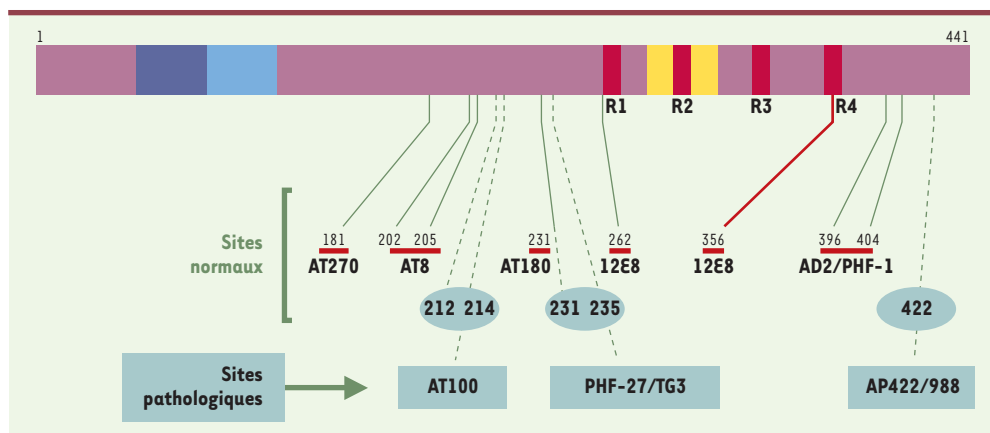 1 441
R1 R2 R3 R4
Sites
normaux
181 202 205 231 262 356 396 404
AT270 AT8 AT180 12E8 12E8 AD2/PHF-1
212 214 231 235 422
Sites
pathologiques
AT100 PHF-27/TG3 AP422/988